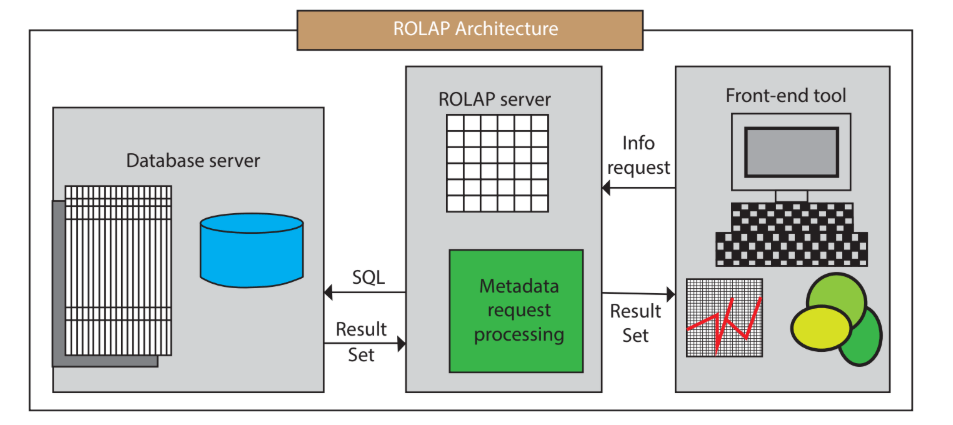 ROLAP Architecture
Database server
SQL
Result
Set
ROLAP server
Metadata
request
processing
Info
request
Result
Set
Front-end tool